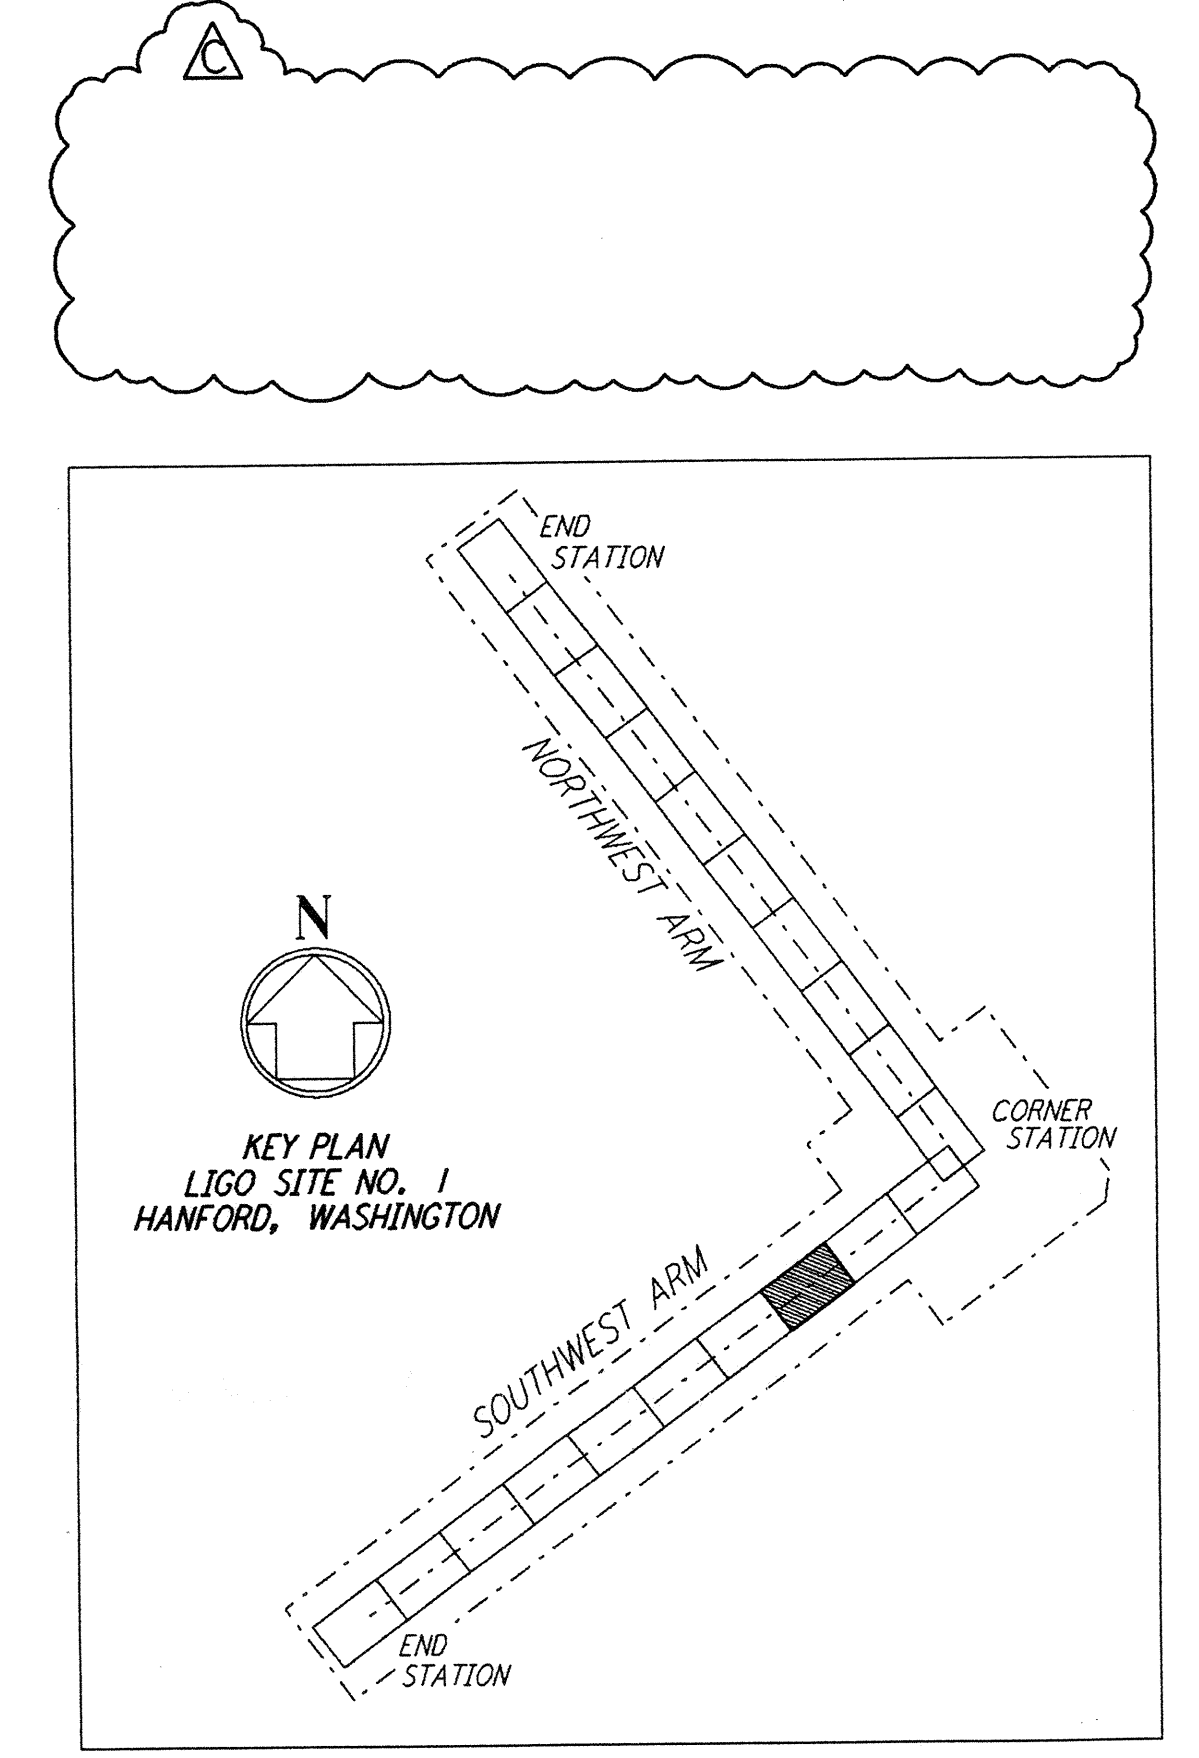 C
END
STATION
NORTHWEST ARM
N
CORNER
STATION
KEY PLAN
LIGO SITE NO. 1
HANFORD, WASHINGTON
SOUTHWEST ARM
END
STATION